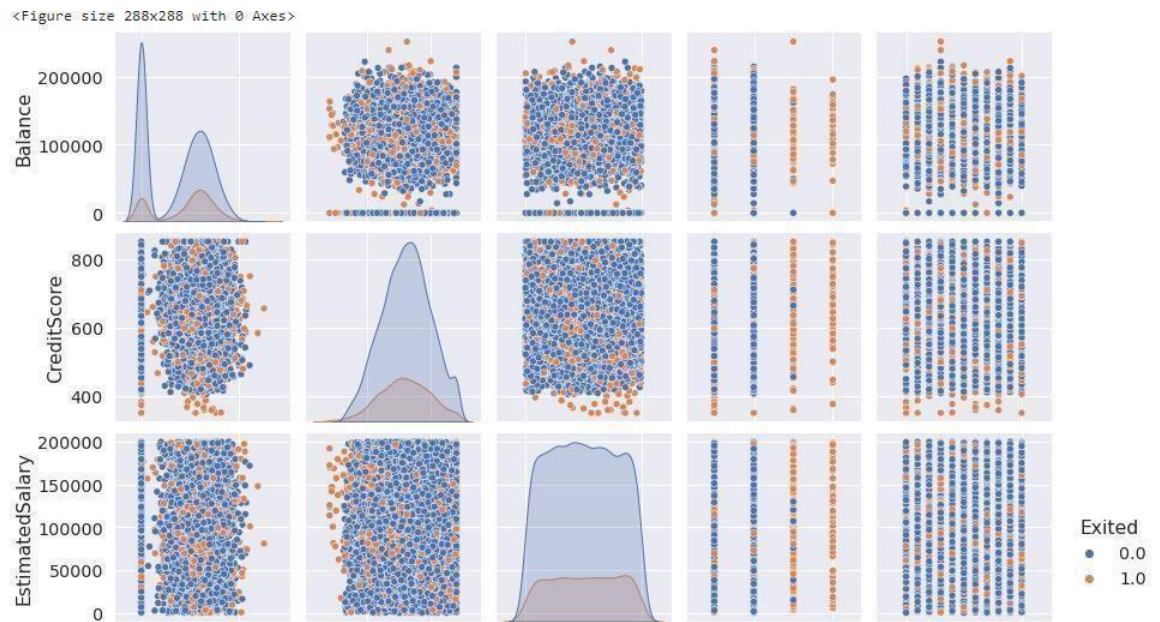 <Figure size 288x288 with 0 Axes>
Balance
200000
100000
0
CreditScore
800
600
400
EstimatedSalary
200000
150000
100000
50000
0
Exited
0.0
1.0